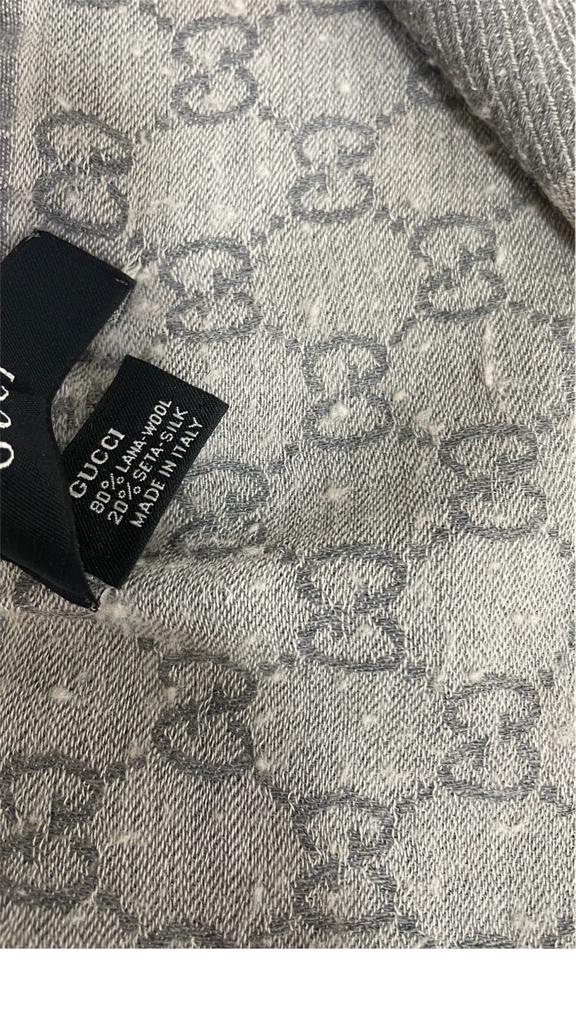 GUCCI
80% LANA-WOOL
20% SETA-SILK
MADE IN ITALY